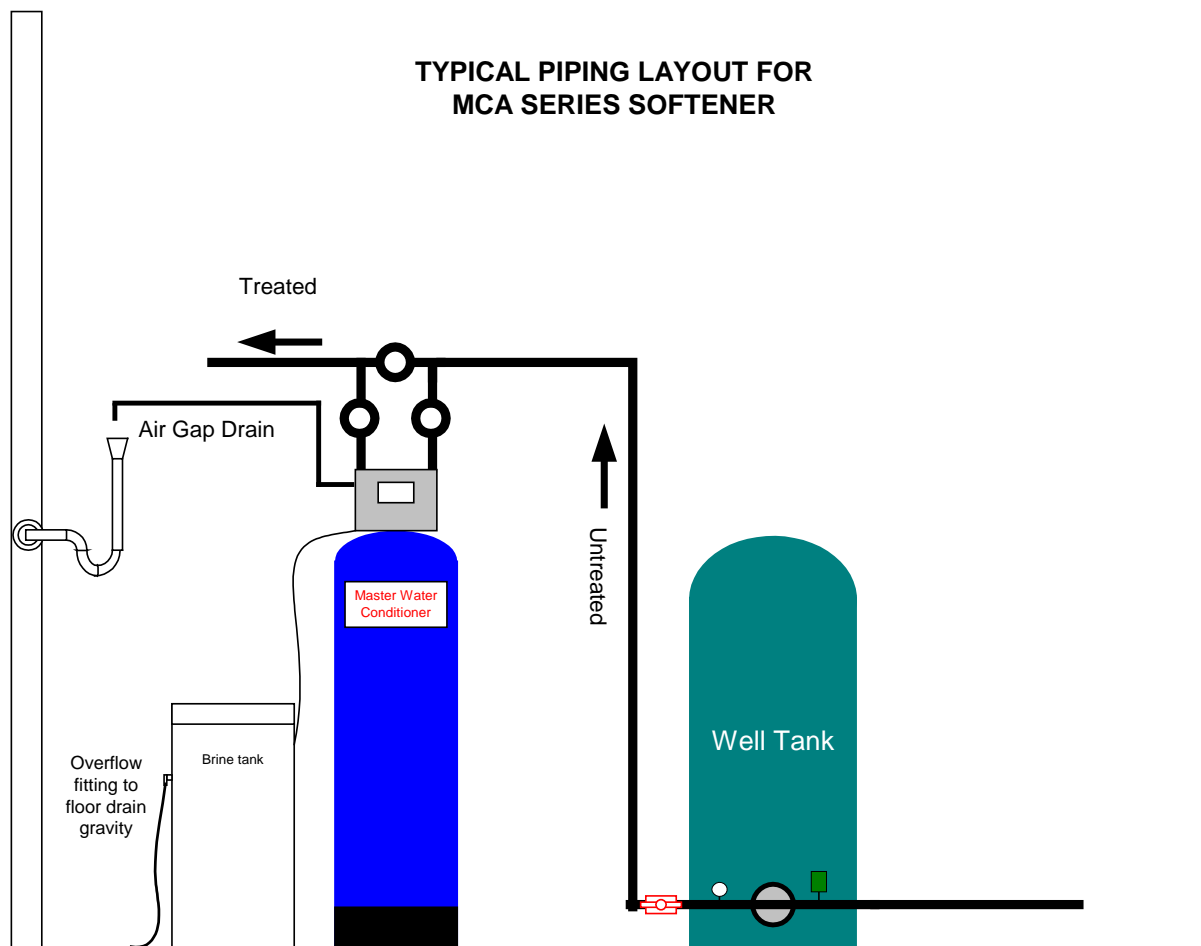 TYPICAL PIPING LAYOUT FOR
MCA SERIES SOFTENER
Treated
Air Gap Drain
Untreated
Master Water
Conditioner
Well Tank
Brine tank
Overflow
fitting to
floor drain
gravity